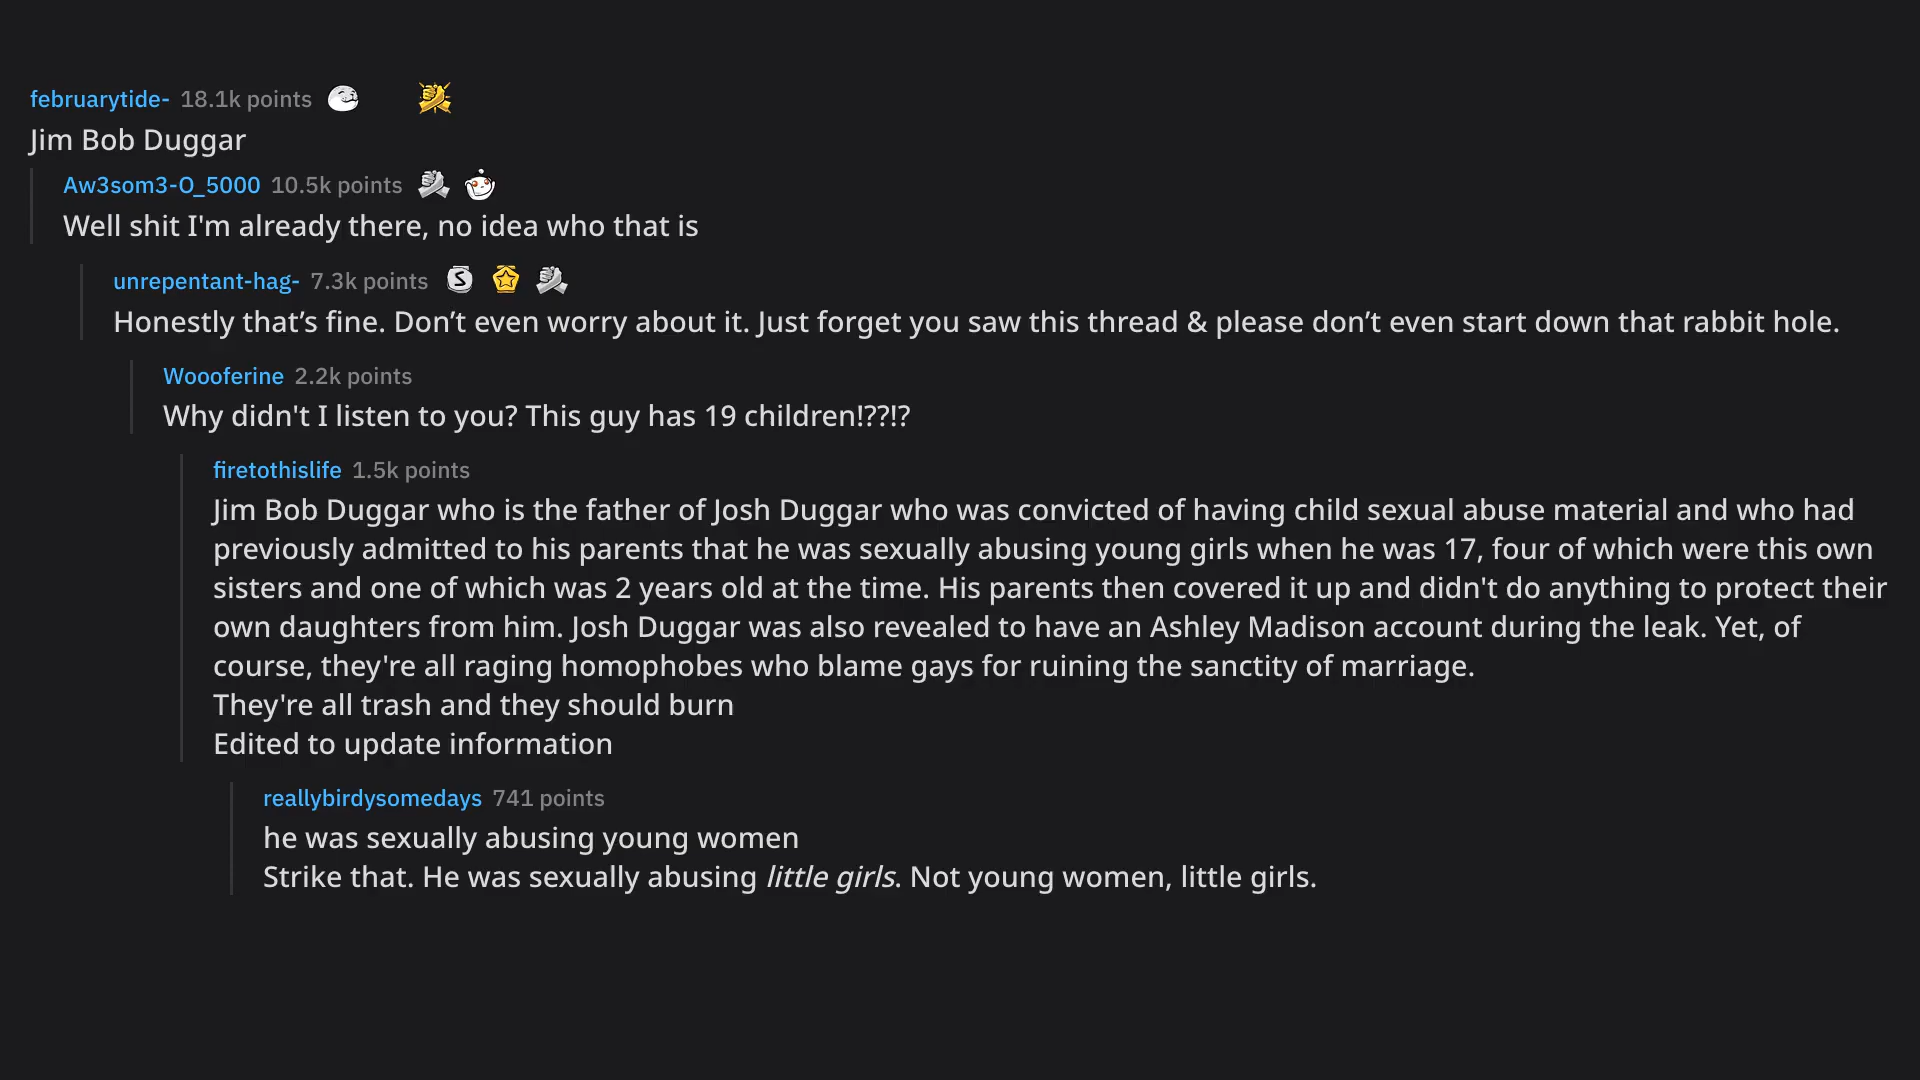 februarytide- 18.1k points
Jim Bob Duggar
Aw3som3-O_5000 10.5k points
Well shit I'm already there, no idea who that is
unrepentant-hag- 7.3k points
Honestly that’s fine. Don’t even worry about it. Just forget you saw this thread & please don’t even start down that rabbit hole.
Woooferine 2.2k points
Why didn't I listen to you? This guy has 19 children!??!?
firetothislife 1.5k points
Jim Bob Duggar who is the father of Josh Duggar who was convicted of having child sexual abuse material and who had
previously admitted to his parents that he was sexually abusing young girls when he was 17, four of which were this own
sisters and one of which was 2 years old at the time. His parents then covered it up and didn't do anything to protect their
own daughters from him. Josh Duggar was also revealed to have an Ashley Madison account during the leak. Yet, of
course, they're all raging homophobes who blame gays for ruining the sanctity of marriage.
They're all trash and they should burn
Edited to update information
reallybirdysomedays 741 points
he was sexually abusing young women
Strike that. He was sexually abusing little girls. Not young women, little girls.